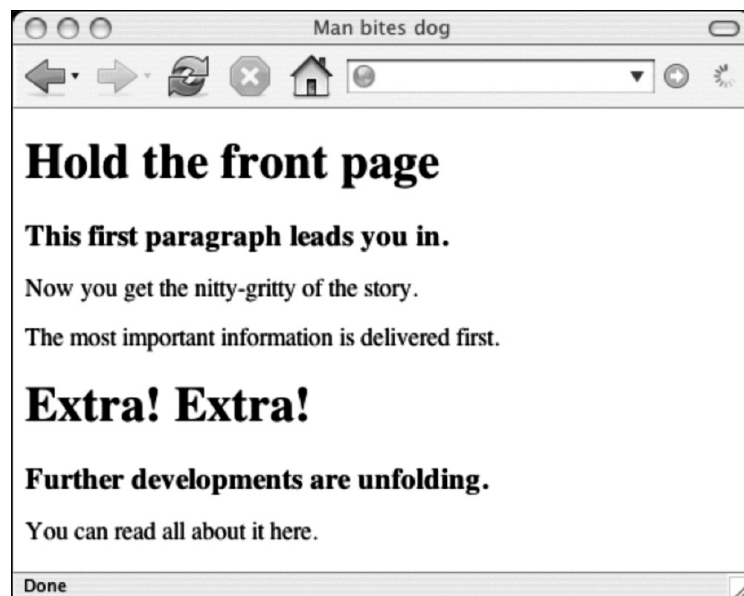 Man bites dog
Hold the front page
This first paragraph leads you in.
Now you get the nitty-gritty of the story.
The most important information is delivered first.
Extra! Extra!
Further developments are unfolding.
You can read all about it here.
Done